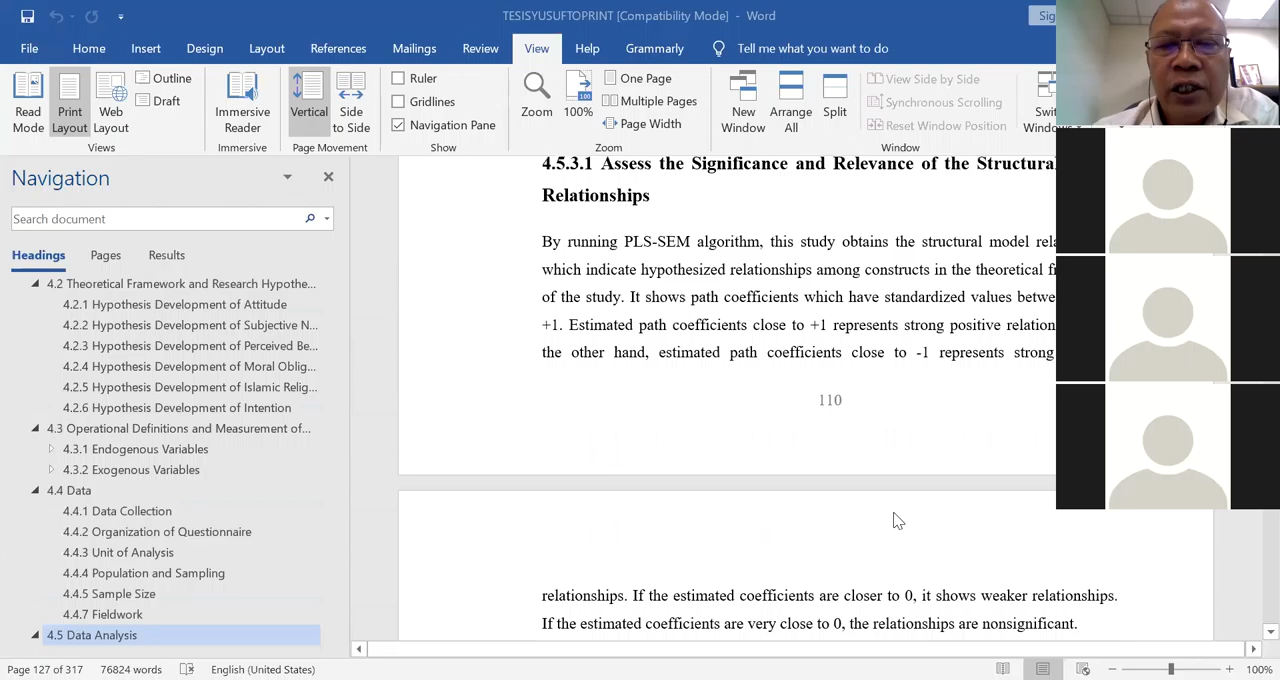 TESISYUSUFTOPRINT [Compatibility Mode] - Word
File Home Insert Design Layout References Mailings Review View Help Grammarly Tell me what you want to do
Read Mode
Print Layout
Web Layout
Outline
Draft
Views
Immersive Reader
Immersive
Vertical
Side to Side
Page Movement
Ruler
Gridlines
Navigation Pane
Show
Zoom
100%
One Page
Multiple Pages
Page Width
Zoom
New Window
Arrange All
Split
View Side by Side
Synchronous Scrolling
Reset Window Position
Window
Navigation
Search document
Headings Pages Results
4.2 Theoretical Framework and Research Hypothe...
4.2.1 Hypothesis Development of Attitude
4.2.2 Hypothesis Development of Subjective N...
4.2.3 Hypothesis Development of Perceived Be...
4.2.4 Hypothesis Development of Moral Oblig...
4.2.5 Hypothesis Development of Islamic Relig...
4.2.6 Hypothesis Development of Intention
4.3 Operational Definitions and Measurement of...
4.3.1 Endogenous Variables
4.3.2 Exogenous Variables
4.4 Data
4.4.1 Data Collection
4.4.2 Organization of Questionnaire
4.4.3 Unit of Analysis
4.4.4 Population and Sampling
4.4.5 Sample Size
4.4.7 Fieldwork
4.5 Data Analysis
4.5.3.1 Assess the Significance and Relevance of the Structural
Relationships
By running PLS-SEM algorithm, this study obtains the structural model
which indicate hypothesized relationships among constructs in the theoretical
of the study. It shows path coefficients which have standardized values
+1. Estimated path coefficients close to +1 represents strong positive
the other hand, estimated path coefficients close to -1 represents strong
110
relationships. If the estimated coefficients are closer to 0, it shows weaker relationships.
If the estimated coefficients are very close to 0, the relationships are nonsignificant.
Page 127 of 317 76824 words English (United States) 100%